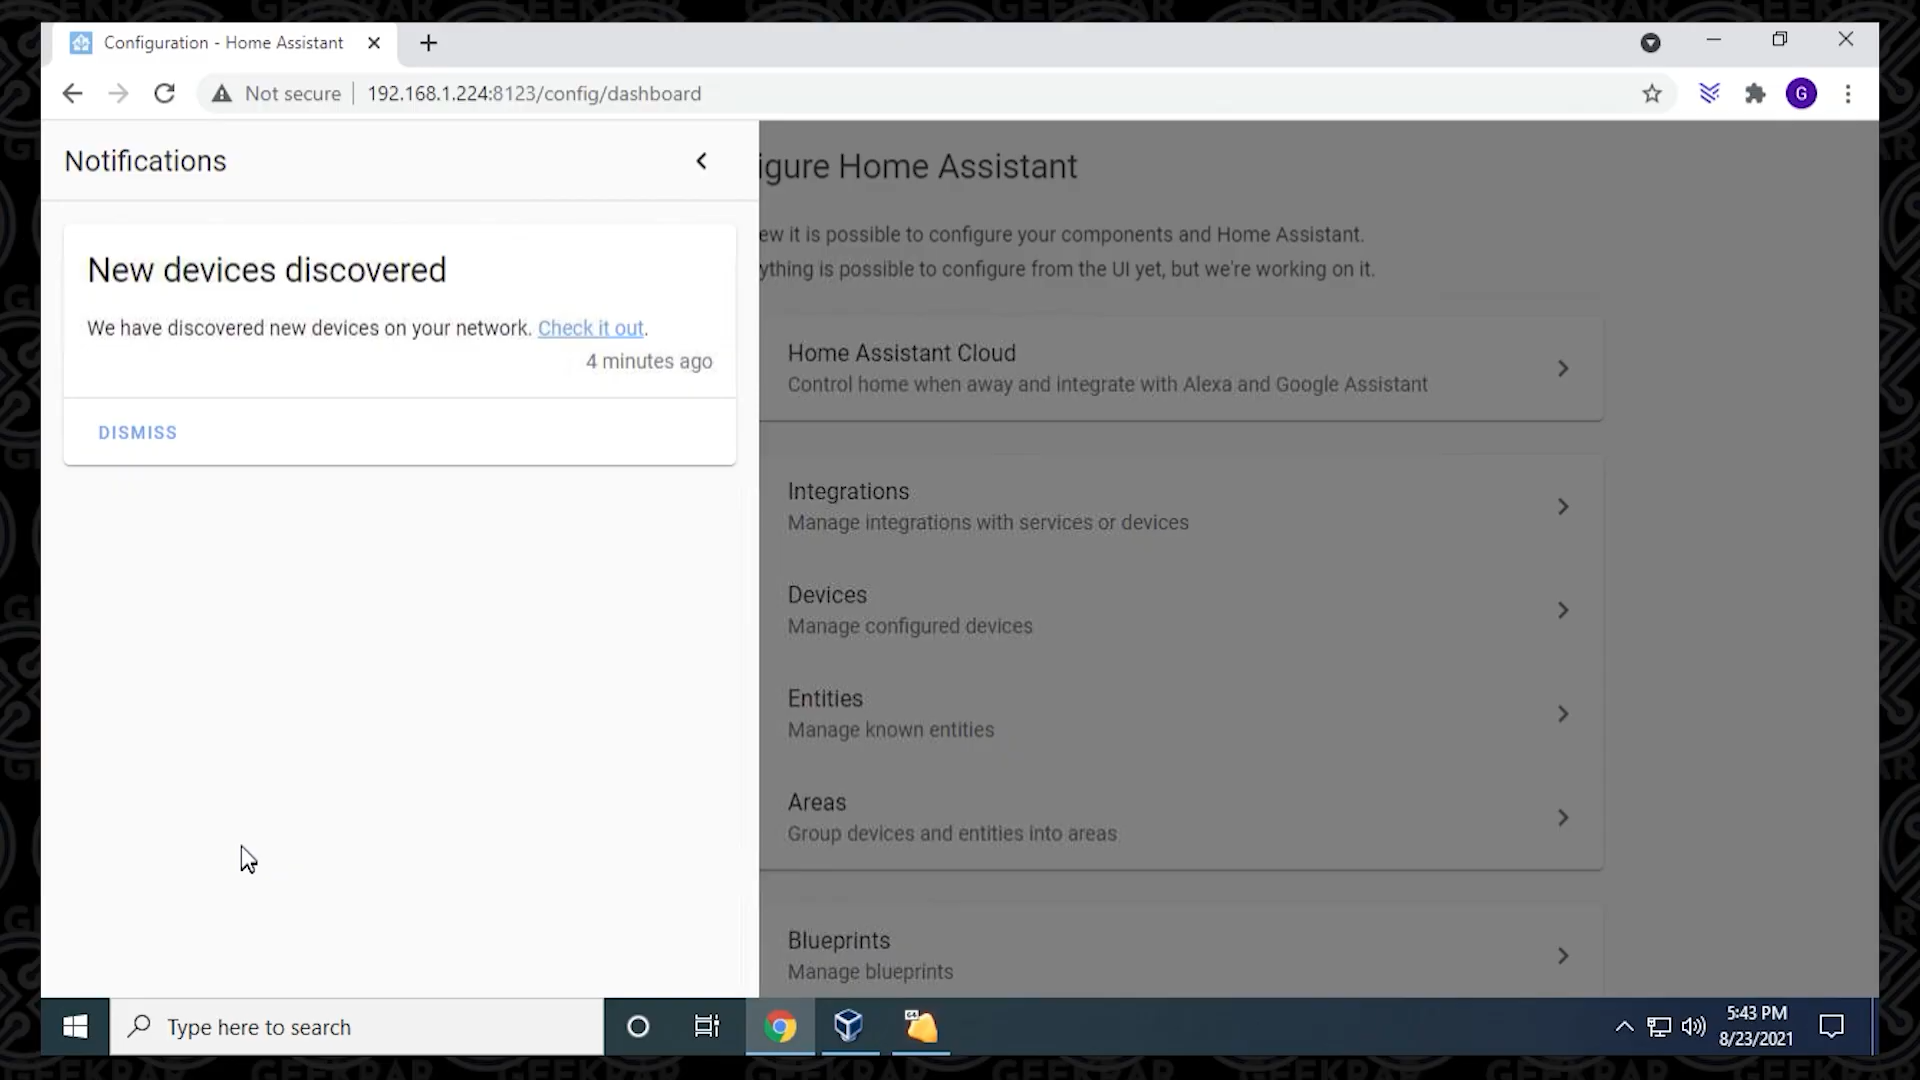 Configuration - Home Assistant
Not secure
192.168.1.224:8123/config/dashboard
G
Notifications
New devices discovered
We have discovered new devices on your network. Check it out.
4 minutes ago
DISMISS
igure Home Assistant
ew it is possible to configure your components and Home Assistant.
ything is possible to configure from the UI yet, but we're working on it.
Home Assistant Cloud
Control home when away and integrate with Alexa and Google Assistant
Integrations
Manage integrations with services or devices
Devices
Manage configured devices
Entities
Manage known entities
Areas
Group devices and entities into areas
Blueprints
Manage blueprints
Type here to search
64
5:43 PM
8/23/2021